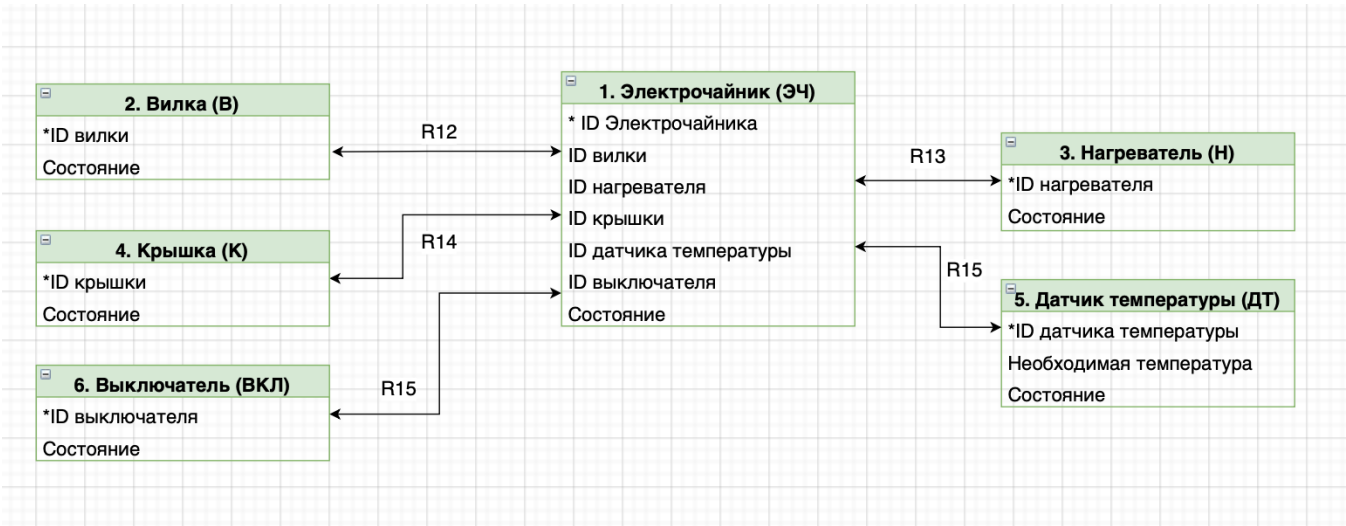 2. Вилка (В)
*ID вилки
Состояние
R12
1. Электрочайник (ЭЧ)
* ID Электрочайника
ID вилки
ID нагревателя
ID крышки
ID датчика температуры
ID выключателя
Состояние
R13
3. Нагреватель (Н)
*ID нагревателя
Состояние
4. Крышка (К)
*ID крышки
Состояние
R14
R15
5. Датчик температуры (ДТ)
*ID датчика температуры
Необходимая температура
Состояние
6. Выключатель (ВКЛ)
*ID выключателя
Состояние
R15